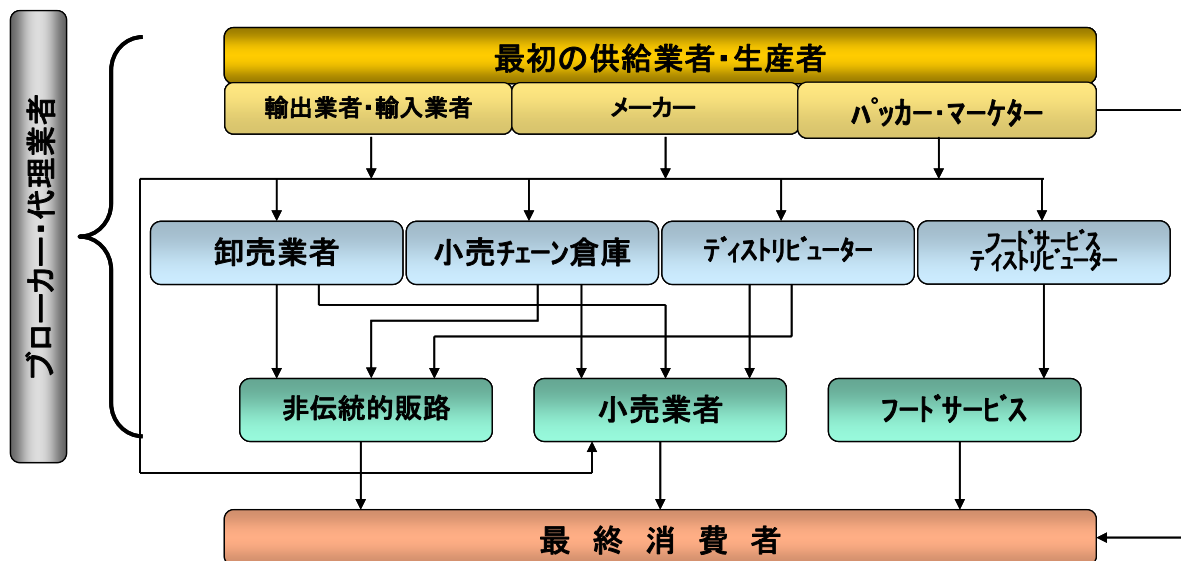 ブローカー・代理業者
最初の供給業者・生産者
輸出業者・輸入業者
メーカー
パッカー・マーケター
卸売業者
小売チェーン倉庫
ディストリビューター
フードサービス
ディストリビューター
非伝統的販路
小売業者
フードサービス
最 終 消 費 者